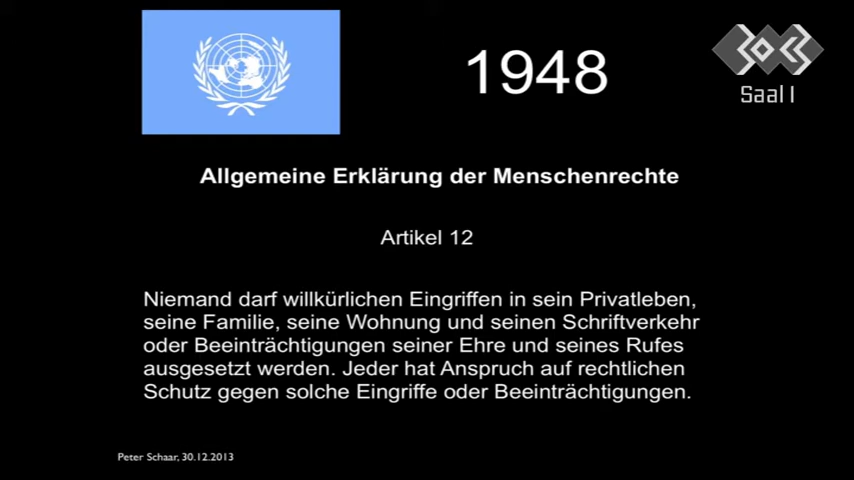 1948
Saal 1
Allgemeine Erklärung der Menschenrechte
Artikel 12
Niemand darf willkürlichen Eingriffen in sein Privatleben,
seine Familie, seine Wohnung und seinen Schriftverkehr
oder Beeinträchtigungen seiner Ehre und seines Rufes
ausgesetzt werden. Jeder hat Anspruch auf rechtlichen
Schutz gegen solche Eingriffe oder Beeinträchtigungen.
Peter Schaar, 30.12.2013